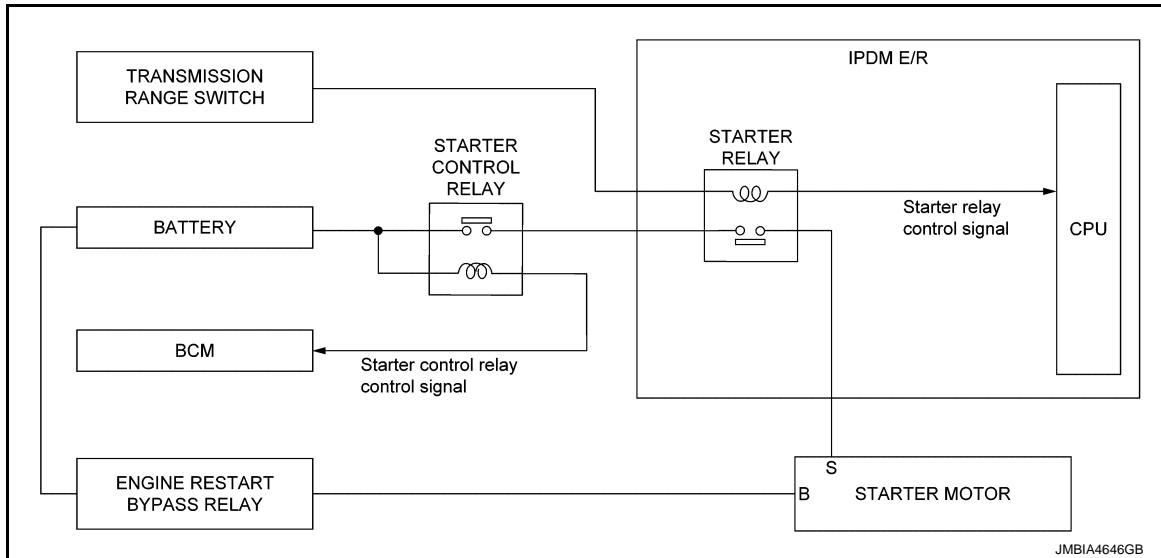 IPDM E/R
TRANSMISSION
RANGE SWITCH
STARTER
CONTROL
RELAY
STARTER
RELAY
Starter relay
control signal
CPU
BATTERY
BCM
Starter control relay
control signal
ENGINE RESTART
BYPASS RELAY
S
B
STARTER MOTOR
JMBIA4646GB